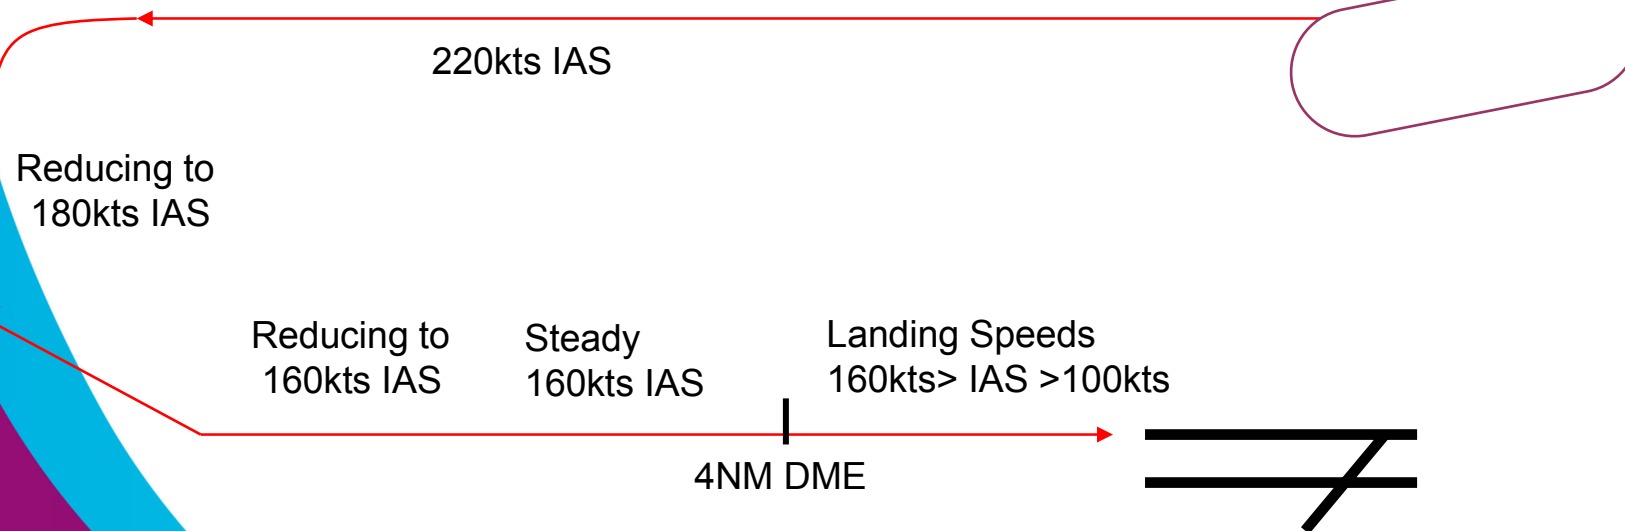 220kts IAS
Reducing to
180kts IAS
Reducing to
160kts IAS
Steady
160kts IAS
Landing Speeds
160kts> IAS >100kts
4NM DME